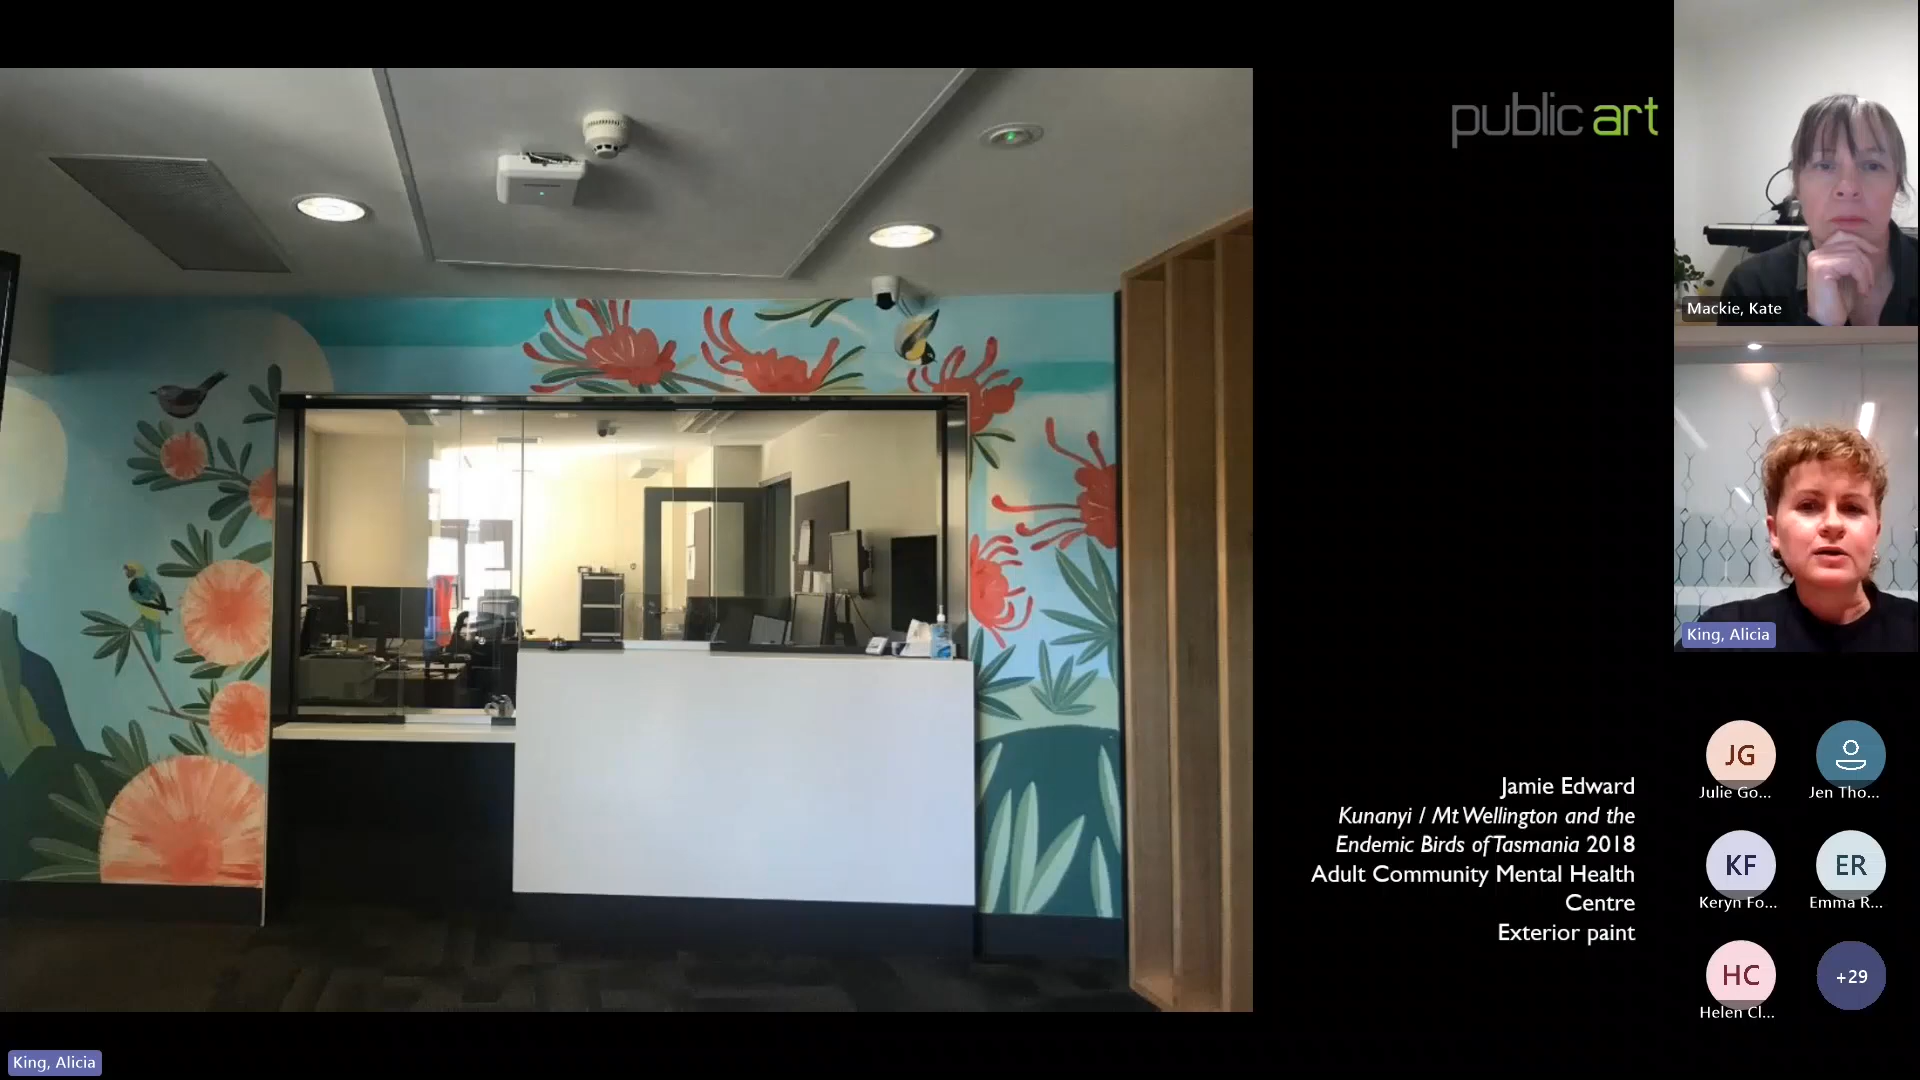 public art
Mackie, Kate
King, Alicia
Jamie Edward
Kunanyi / Mt Wellington and the
Endemic Birds of Tasmania 2018
Adult Community Mental Health
Centre
Exterior paint
JG
Julie Go...
Jen Tho...
KF
Keryn Fo...
ER
Emma R...
HC
Helen Cl...
+29
King, Alicia